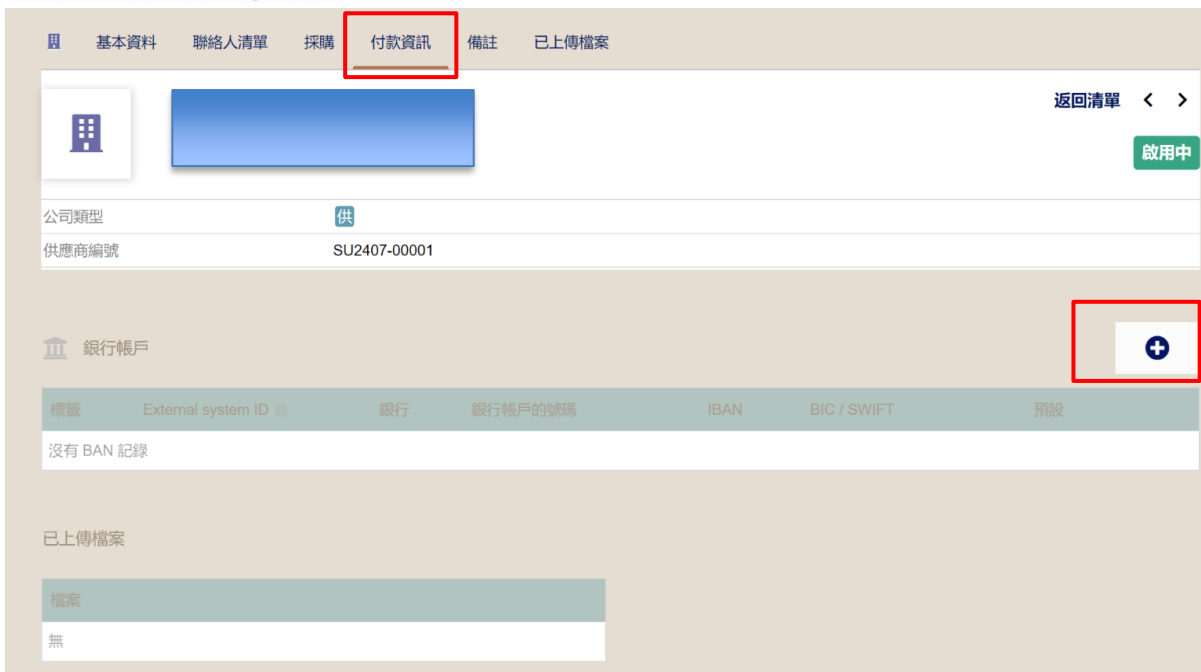 基本資料 聯絡人清單 採購 付款資訊 備註 已上傳檔案
返回清單
啟用中
公司類型 供
供應商編號 SU2407-00001
銀行帳戶
標籤 External system ID 銀行 銀行帳戶的號碼 IBAN BIC / SWIFT 預設
沒有 BAN 記錄
已上傳檔案
檔案
無